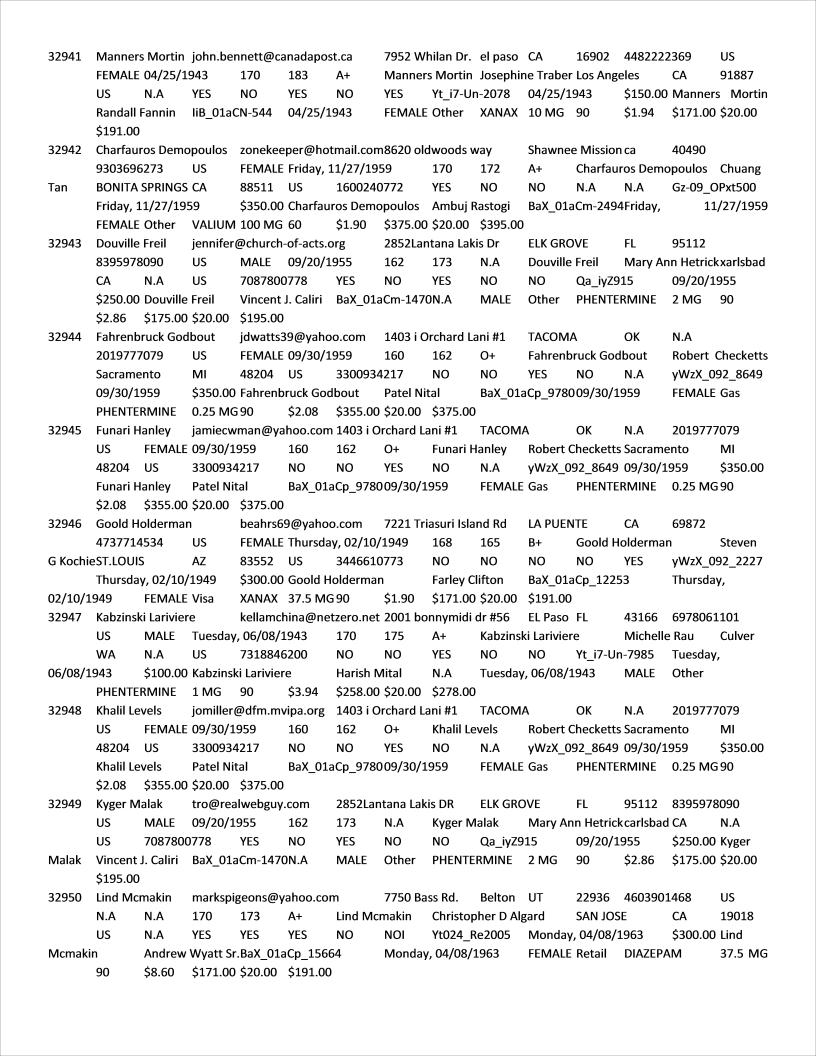 32941 Manners Mortin john.bennett@canadapost.ca 7952 Whilan Dr. el paso CA 16902 4482222369 US
FEMALE 04/25/1943 170 183 A+ Manners Mortin Josephine Traber Los Angeles CA 91887
US N.A YES NO YES NO YES Yt_i7-Un-2078 04/25/1943 $150.00 Manners Mortin
Randall Fannin IiB_01aCN-544 04/25/1943 FEMALE Other XANAX 10 MG 90 $1.94 $171.00 $20.00
$191.00
32942 Charfauros Demopoulos zonekeeper@hotmail.com8620 oldwoods way Shawnee Mission ca 40490
9303696273 US FEMALE Friday, 11/27/1959 170 172 A+ Charfauros Demopoulos Chuang
Tan BONITA SPRINGS CA 88511 US 1600240772 YES NO NO N.A N.A Gz-09_OPxt500
Friday, 11/27/1959 $350.00 Charfauros Demopoulos Ambuj Rastogi BaX_01aCm-2494Friday, 11/27/1959
FEMALE Other VALIUM 100 MG 60 $1.90 $375.00 $20.00 $395.00
32943 Douville Freil jennifer@church-of-acts.org 2852Lantana Lakis Dr ELK GROVE FL 95112
8395978090 US MALE 09/20/1955 162 173 N.A Douville Freil Mary Ann Hetrickxarlsbad
CA N.A US 7087800778 YES NO YES NO NO Qa_iyZ915 09/20/1955
$250.00 Douville Freil Vincent J. Caliri BaX_01aCm-1470N.A MALE Other PHENTERMINE 2 MG 90
$2.86 $175.00 $20.00 $195.00
32944 Fahrenbruck Godbout jdwatts39@yahoo.com 1403 i Orchard Lani #1 TACOMA OK N.A
2019777079 US FEMALE 09/30/1959 160 162 O+ Fahrenbruck Godbout Robert Checketts
Sacramento MI 48204 US 3300934217 NO NO YES NO N.A yWzX_092_8649
09/30/1959 $350.00 Fahrenbruck Godbout Patel Nital BaX_01aCp_978009/30/1959 FEMALE Gas
PHENTERMINE 0.25 MG 90 $2.08 $355.00 $20.00 $375.00
32945 Funari Hanley jamiecwman@yahoo.com 1403 i Orchard Lani #1 TACOMA OK N.A 2019777079
US FEMALE 09/30/1959 160 162 O+ Funari Hanley Robert Checketts Sacramento MI
48204 US 3300934217 NO NO YES NO N.A yWzX_092_8649 09/30/1959 $350.00
Funari Hanley Patel Nital BaX_01aCp_978009/30/1959 FEMALE Gas PHENTERMINE 0.25 MG 90
$2.08 $355.00 $20.00 $375.00
32946 Goold Holderman beahrs69@yahoo.com 7221 Triasuri Island Rd LA PUENTE CA 69872
4737714534 US FEMALE Thursday, 02/10/1949 168 165 B+ Goold Holderman Steven
G KochieST.LOUIS AZ 83552 US 3446610773 NO NO NO NO YES yWzX_092_2227
Thursday, 02/10/1949 $300.00 Goold Holderman Farley Clifton BaX_01aCp_12253 Thursday,
02/10/1949 FEMALE Visa XANAX 37.5 MG 90 $1.90 $171.00 $20.00 $191.00
32947 Kabzinski Lariviere kellamchina@netzero.net 2001 bonnymidi dr #56 El Paso FL 43166 6978061101
US MALE Tuesday, 06/08/1943 170 175 A+ Kabzinski Lariviere Michelle Rau Culver
WA N.A US 7318846200 NO NO YES NO NO Yt_i7-Un-7985 Tuesday,
06/08/1943 $100.00 Kabzinski Lariviere Harish Mital N.A Tuesday, 06/08/1943 MALE Other
PHENTERMINE 1 MG 90 $3.94 $258.00 $20.00 $278.00
32948 Khalil Levels jomiller@dfm.mvipa.org 1403 i Orchard Lani #1 TACOMA OK N.A 2019777079
US FEMALE 09/30/1959 160 162 O+ Khalil Levels Robert Checketts Sacramento MI
48204 US 3300934217 NO NO YES NO N.A yWzX_092_8649 09/30/1959 $350.00
Khalil Levels Patel Nital BaX_01aCp_978009/30/1959 FEMALE Gas PHENTERMINE 0.25 MG 90
$2.08 $355.00 $20.00 $375.00
32949 Kyger Malak tro@realwebguy.com 2852Lantana Lakis DR ELK GROVE FL 95112 8395978090
US MALE 09/20/1955 162 173 N.A Kyger Malak Mary Ann Hetrickcarlsbad CA N.A
US 7087800778 YES NO YES NO NO Qa_iyZ915 09/20/1955 $250.00 Kyger
Malak Vincent J. Caliri BaX_01aCm-1470N.A MALE Other PHENTERMINE 2 MG 90 $2.86 $175.00 $20.00
$195.00
32950 Lind Mcmakin markspigeons@yahoo.com 7750 Bass Rd. Belton UT 22936 4603901468 US
N.A N.A 170 173 A+ Lind Mcmakin Christopher D Algard SAN JOSE CA 19018
US N.A YES YES YES NO NOI Yt024_Re2005 Monday, 04/08/1963 $300.00 Lind
Mcmakin Andrew Wyatt Sr.BaX_01aCp_15664 Monday, 04/08/1963 FEMALE Retail DIAZEPAM 37.5 MG
90 $8.60 $171.00 $20.00 $191.00